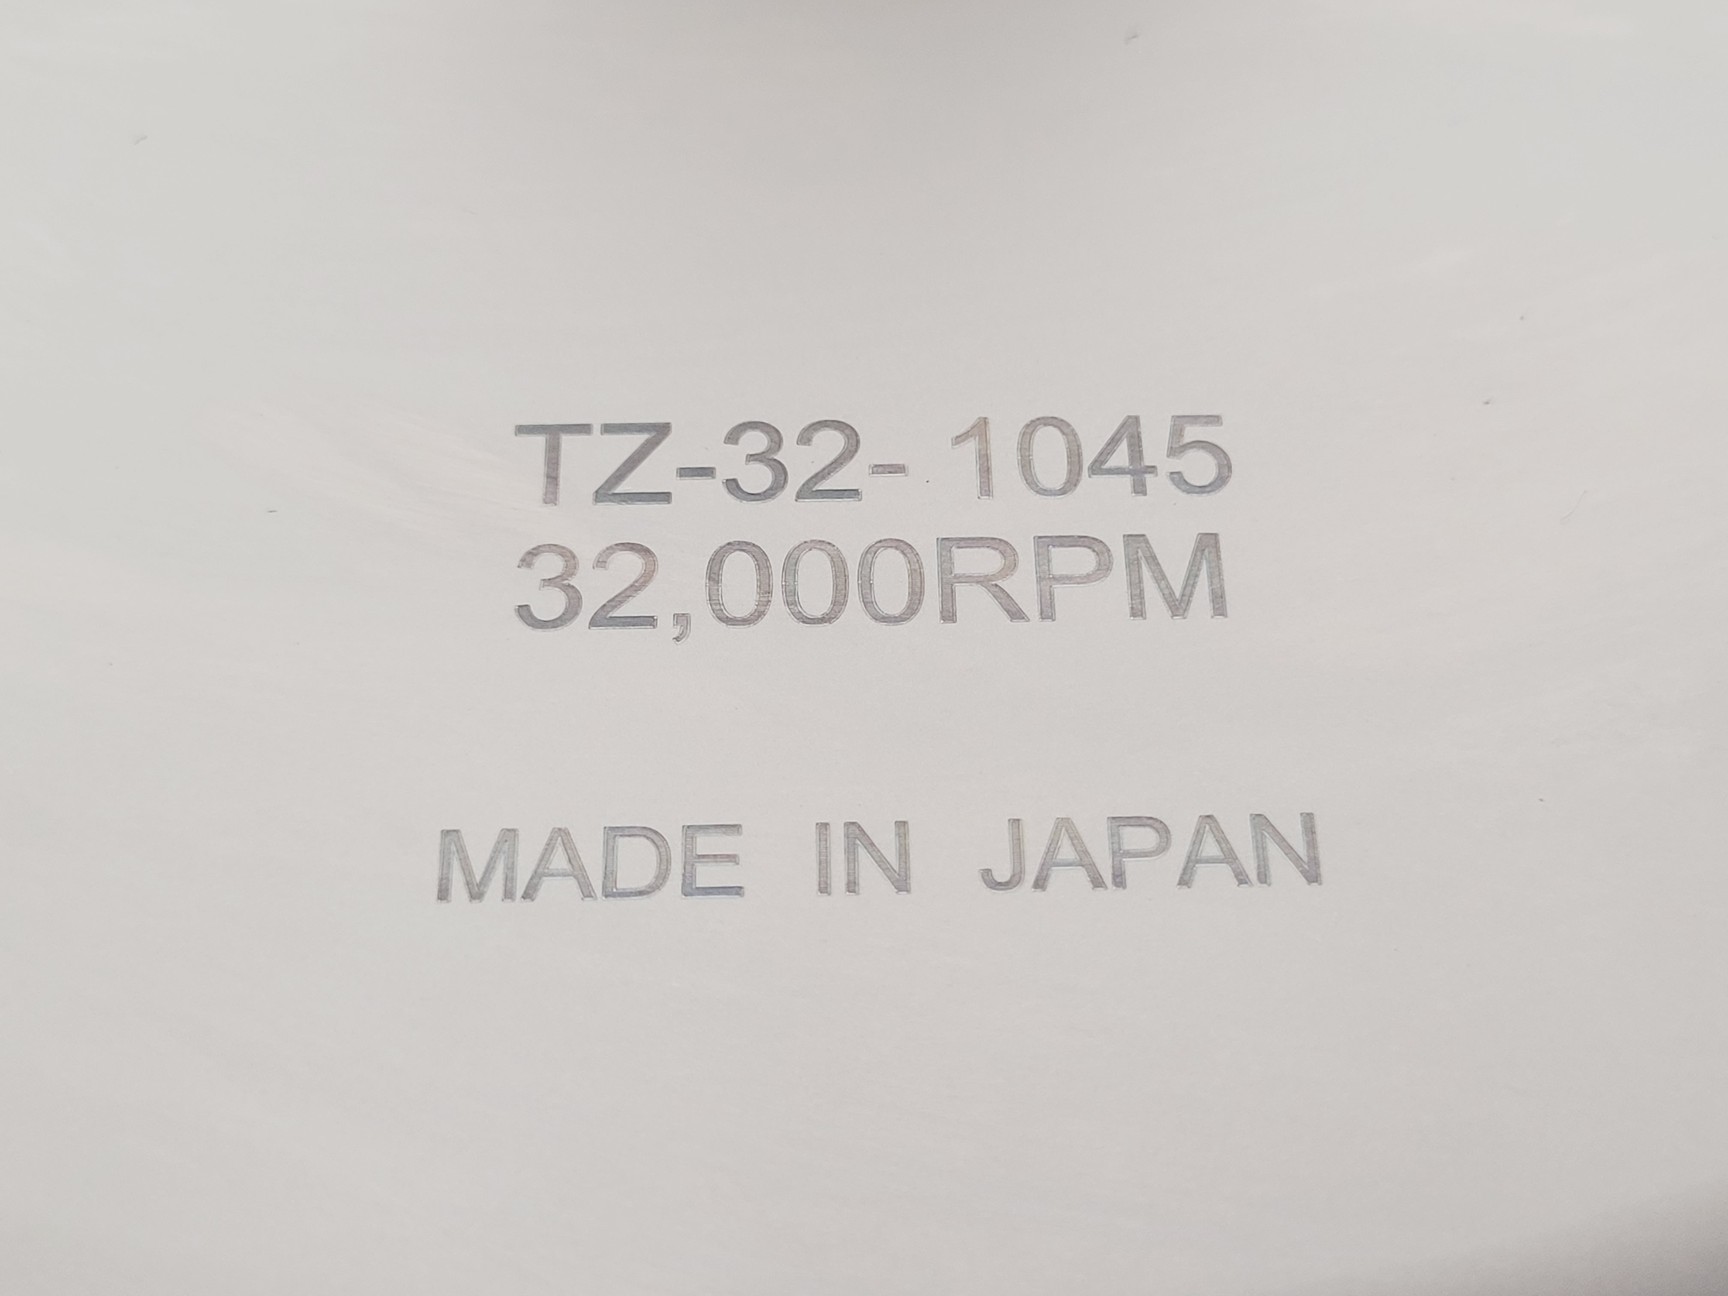 TZ-32- 1045
32,000RPM
MADE IN JAPAN